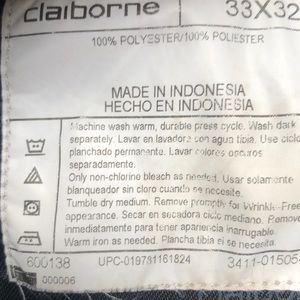 claiborne 33X32
100% POLYESTER/100% POLIESTER
MADE IN INDONESIA
HECHO EN INDONESIA
Machine wash warm, durable press cycle. Wash dark
separately. Lavar en lavadora con agua tibia. Use ciclo
planchado permanente. Lavar colores oscuros
separadamente.
Only non-chlorine bleach as needed. Usar solamente
blanqueador sin cloro cuando se necesite.
Tumble dry medium. Remove promptly for Wrinkle-Free
appearance. Secar en secadora ciclo mediano. Remover
inmediatamente para tener apariencia inarrugable.
Warm iron as needed. Plancha tibia si se necesita.
600138 UPC-019781161824 3411-01505
000006